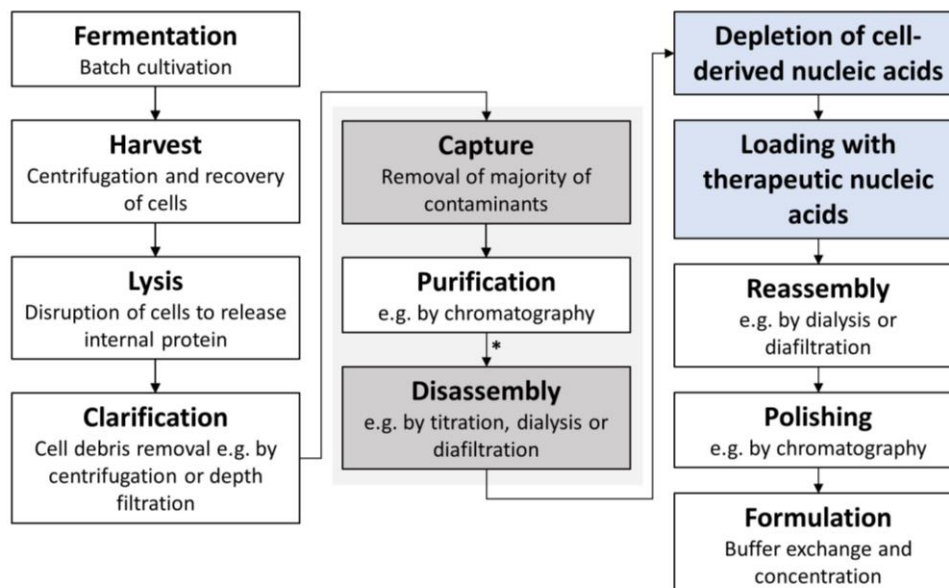 Fermentation
Batch cultivation
Harvest
Centrifugation and recovery
of cells
Lysis
Disruption of cells to release
internal protein
Clarification
Cell debris removal e.g. by
centrifugation or depth
filtration
Capture
Removal of majority of
contaminants
Purification
e.g. by chromatography
*
Disassembly
e.g. by titration, dialysis or
diafiltration
Depletion of cell-
derived nucleic acids
Loading with
therapeutic nucleic
acids
Reassembly
e.g. by dialysis or
diafiltration
Polishing
e.g. by chromatography
Formulation
Buffer exchange and
concentration